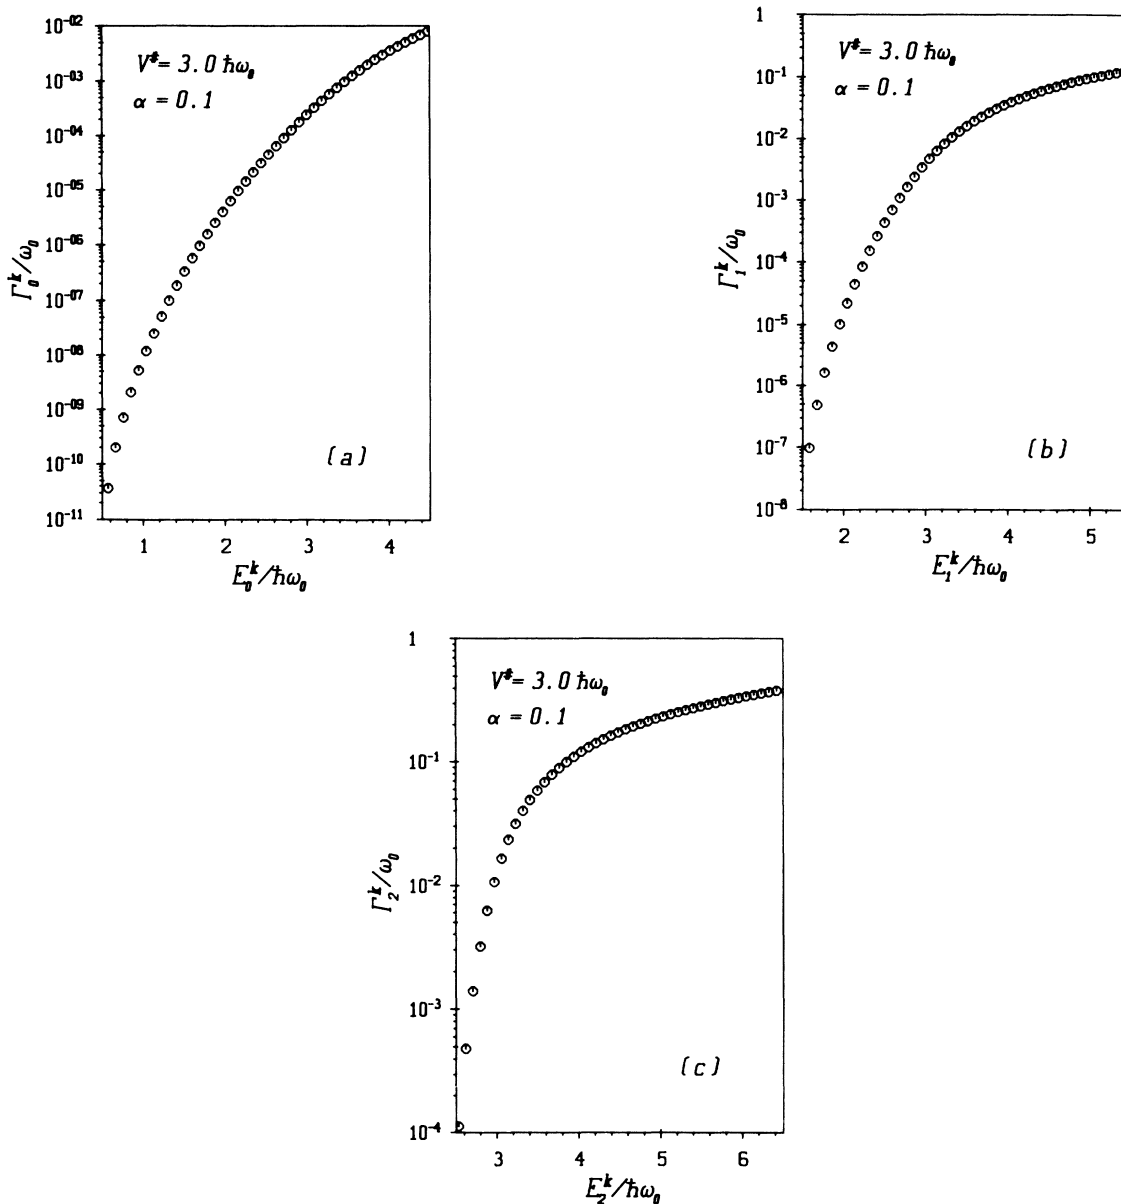 10⁻⁰²
10⁻⁰³
10⁻⁰⁴
10⁻⁰⁵
10⁻⁰⁶
10⁻⁰⁷
10⁻⁰⁸
10⁻⁰⁹
10⁻¹⁰
10⁻¹¹
Γ₀ᵏ/ω₀
V# = 3.0 ħω₀
α = 0.1
(a)
1 2 3 4
E₀ᵏ/ħω₀
1
10⁻¹
10⁻²
10⁻³
10⁻⁴
10⁻⁵
10⁻⁶
10⁻⁷
10⁻⁸
Γ₁ᵏ/ω₀
V# = 3.0 ħω₀
α = 0.1
(b)
2 3 4 5
E₁ᵏ/ħω₀
1
10⁻¹
10⁻²
10⁻³
10⁻⁴
Γ₂ᵏ/ω₀
V# = 3.0 ħω₀
α = 0.1
(c)
3 4 5 6
E₂ᵏ/ħω₀